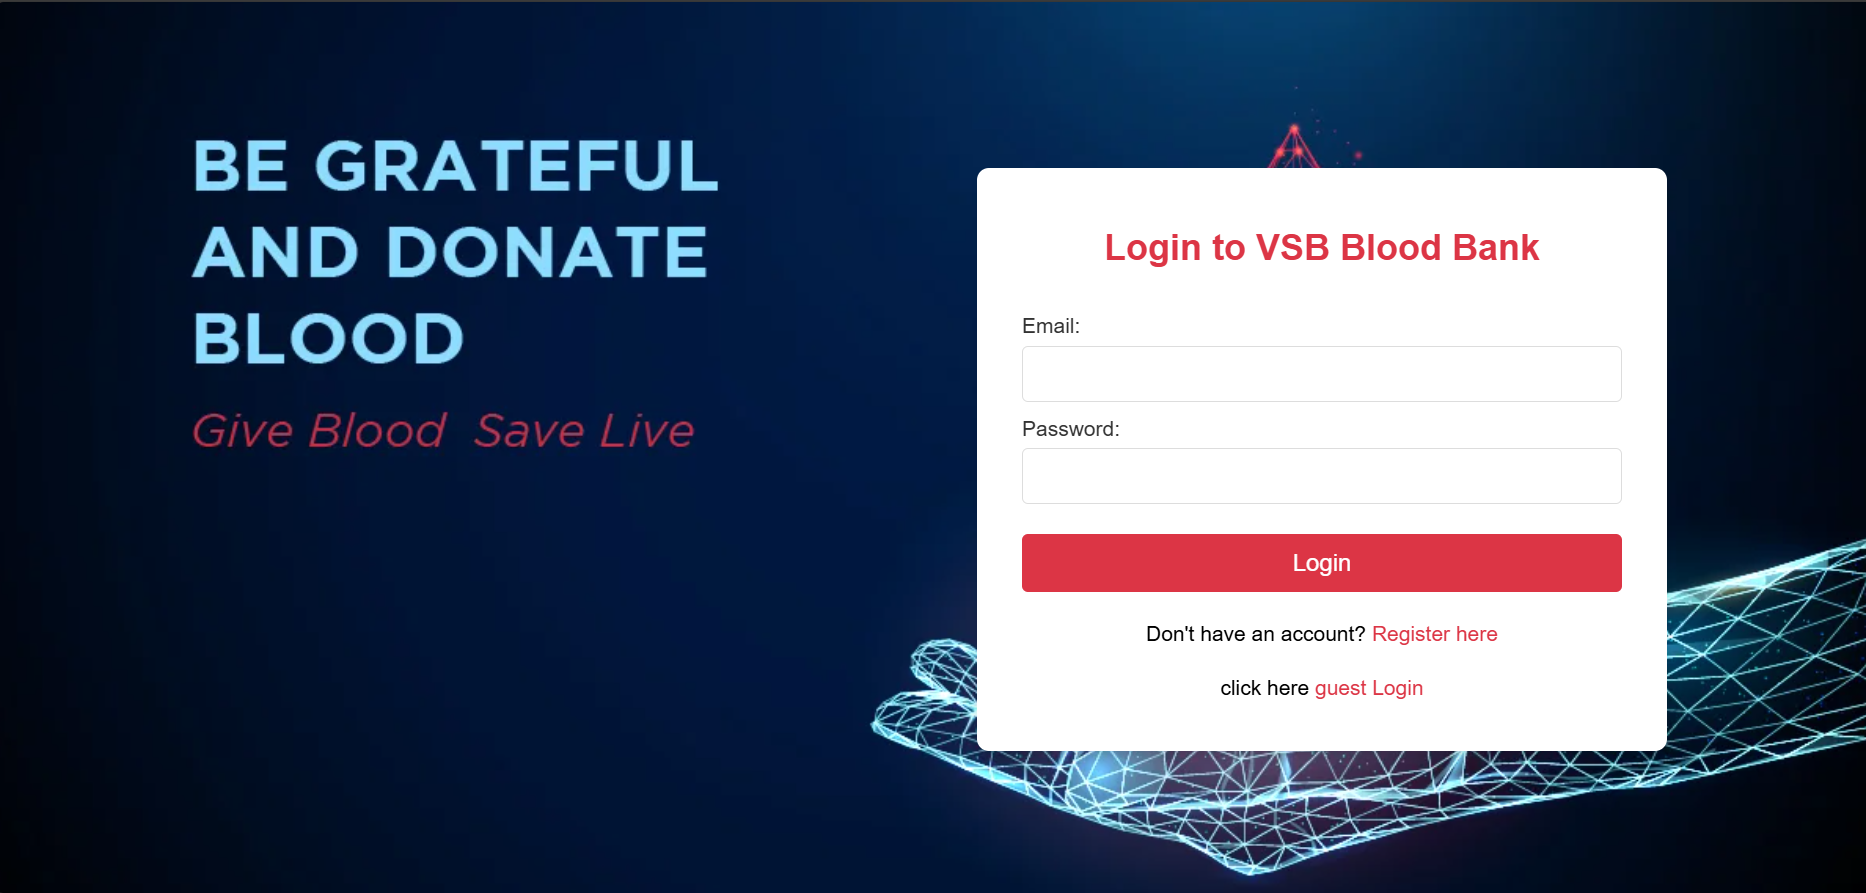 BE GRATEFUL
AND DONATE
BLOOD
Give Blood  Save Live
Login to VSB Blood Bank
Email:
Password:
Login
Don't have an account? Register here
click here guest Login